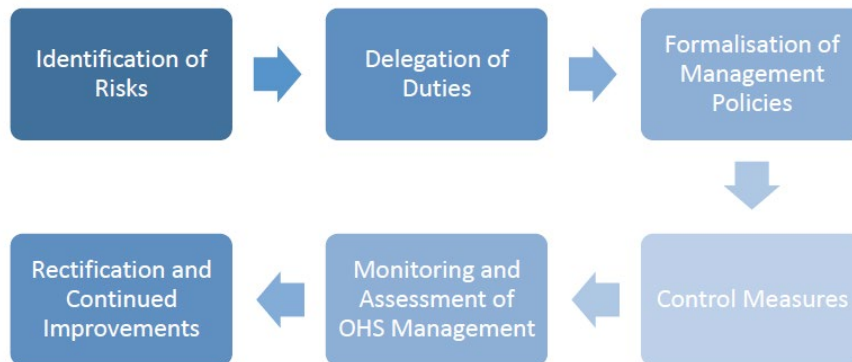 Identification of
Risks
Delegation of
Duties
Formalisation of
Management
Policies
Control Measures
Monitoring and
Assessment of
OHS Management
Rectification and
Continued
Improvements